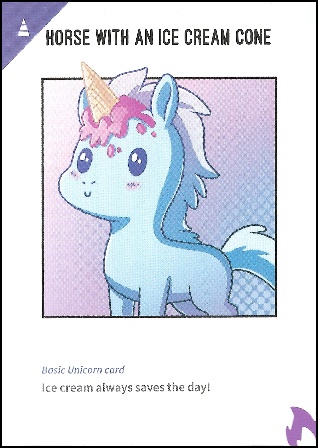 HORSE WITH AN ICE CREAM CONE
Basic Unicorn card
Ice cream always saves the day!